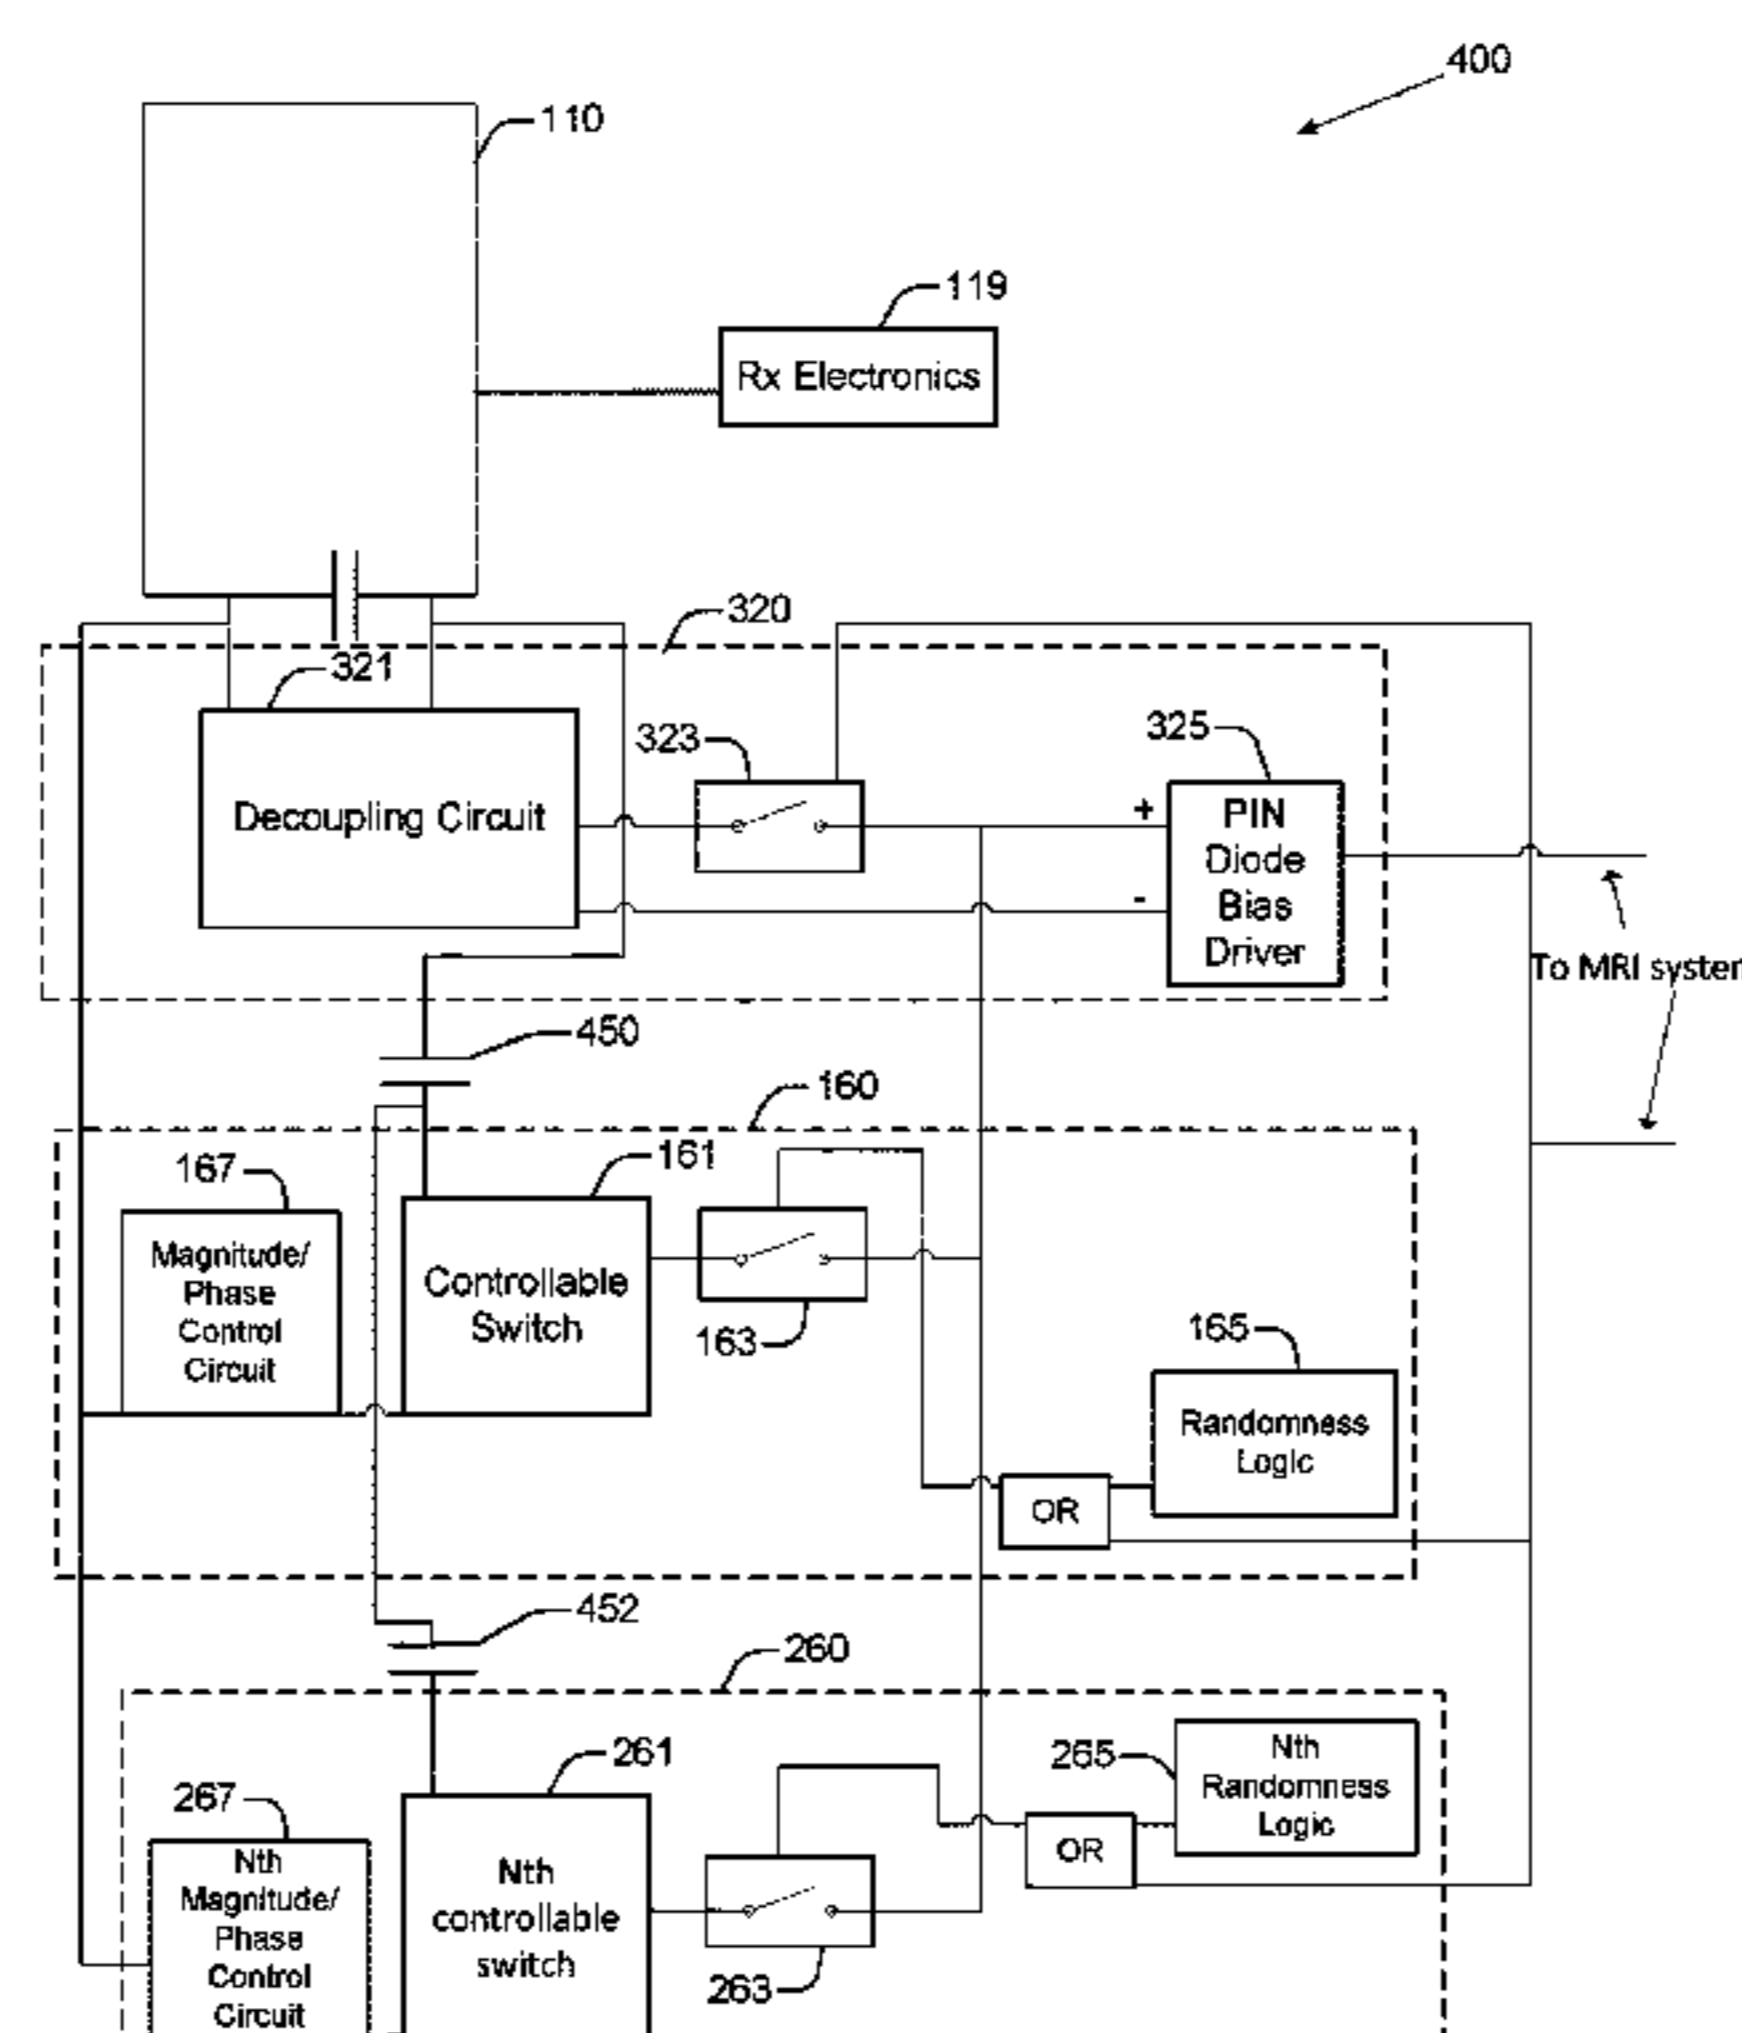 400
110
119
Rx Electronics
320
321
323
325
Decoupling Circuit
+
-
PIN
Diode
Bias
Driver
To MRI syster
450
160
167
161
Magnitude/
Phase
Control
Circuit
Controllable
Switch
163
165
Randomness
Logic
OR
452
260
261
265
Nth
Randomness
Logic
267
OR
Nth
Magnitude/
Phase
Control
Circuit
Nth
controllable
switch
263